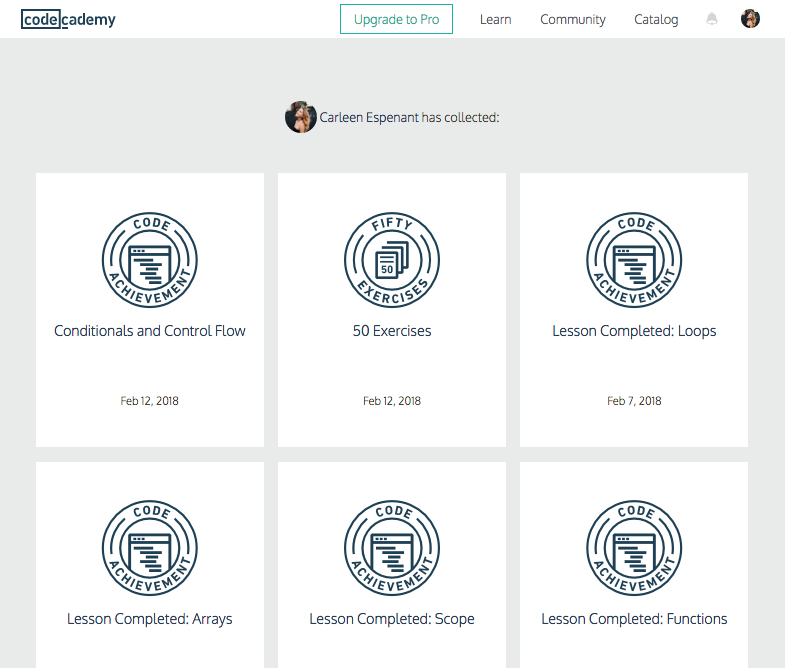 codecademy
Upgrade to Pro
Learn
Community
Catalog
Carleen Espenant has collected:
CODE
ACHIEVEMENT
Conditionals and Control Flow
Feb 12, 2018
FIFTY
50
EXERCISES
50 Exercises
Feb 12, 2018
CODE
ACHIEVEMENT
Lesson Completed: Loops
Feb 7, 2018
CODE
ACHIEVEMENT
Lesson Completed: Arrays
CODE
ACHIEVEMENT
Lesson Completed: Scope
CODE
ACHIEVEMENT
Lesson Completed: Functions